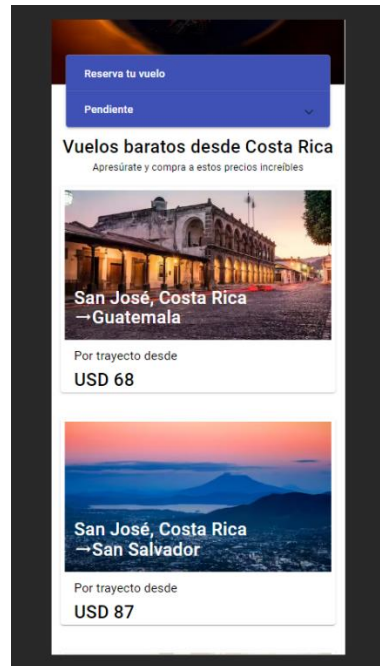 Reserva tu vuelo
Pendiente
Vuelos baratos desde Costa Rica
Apresúrate y compra a estos precios increíbles
San José, Costa Rica
→Guatemala
Por trayecto desde
USD 68
San José, Costa Rica
→San Salvador
Por trayecto desde
USD 87